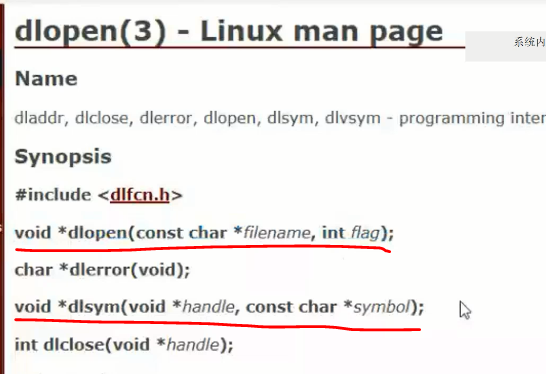 dlopen(3) - Linux man page
系统内
Name
dladdr, dlclose, dlerror, dlopen, dlsym, dlvsym - programming inter
Synopsis
#include <dlfcn.h>
void *dlopen(const char *filename, int flag);
char *dlerror(void);
void *dlsym(void *handle, const char *symbol);
int dlclose(void *handle);